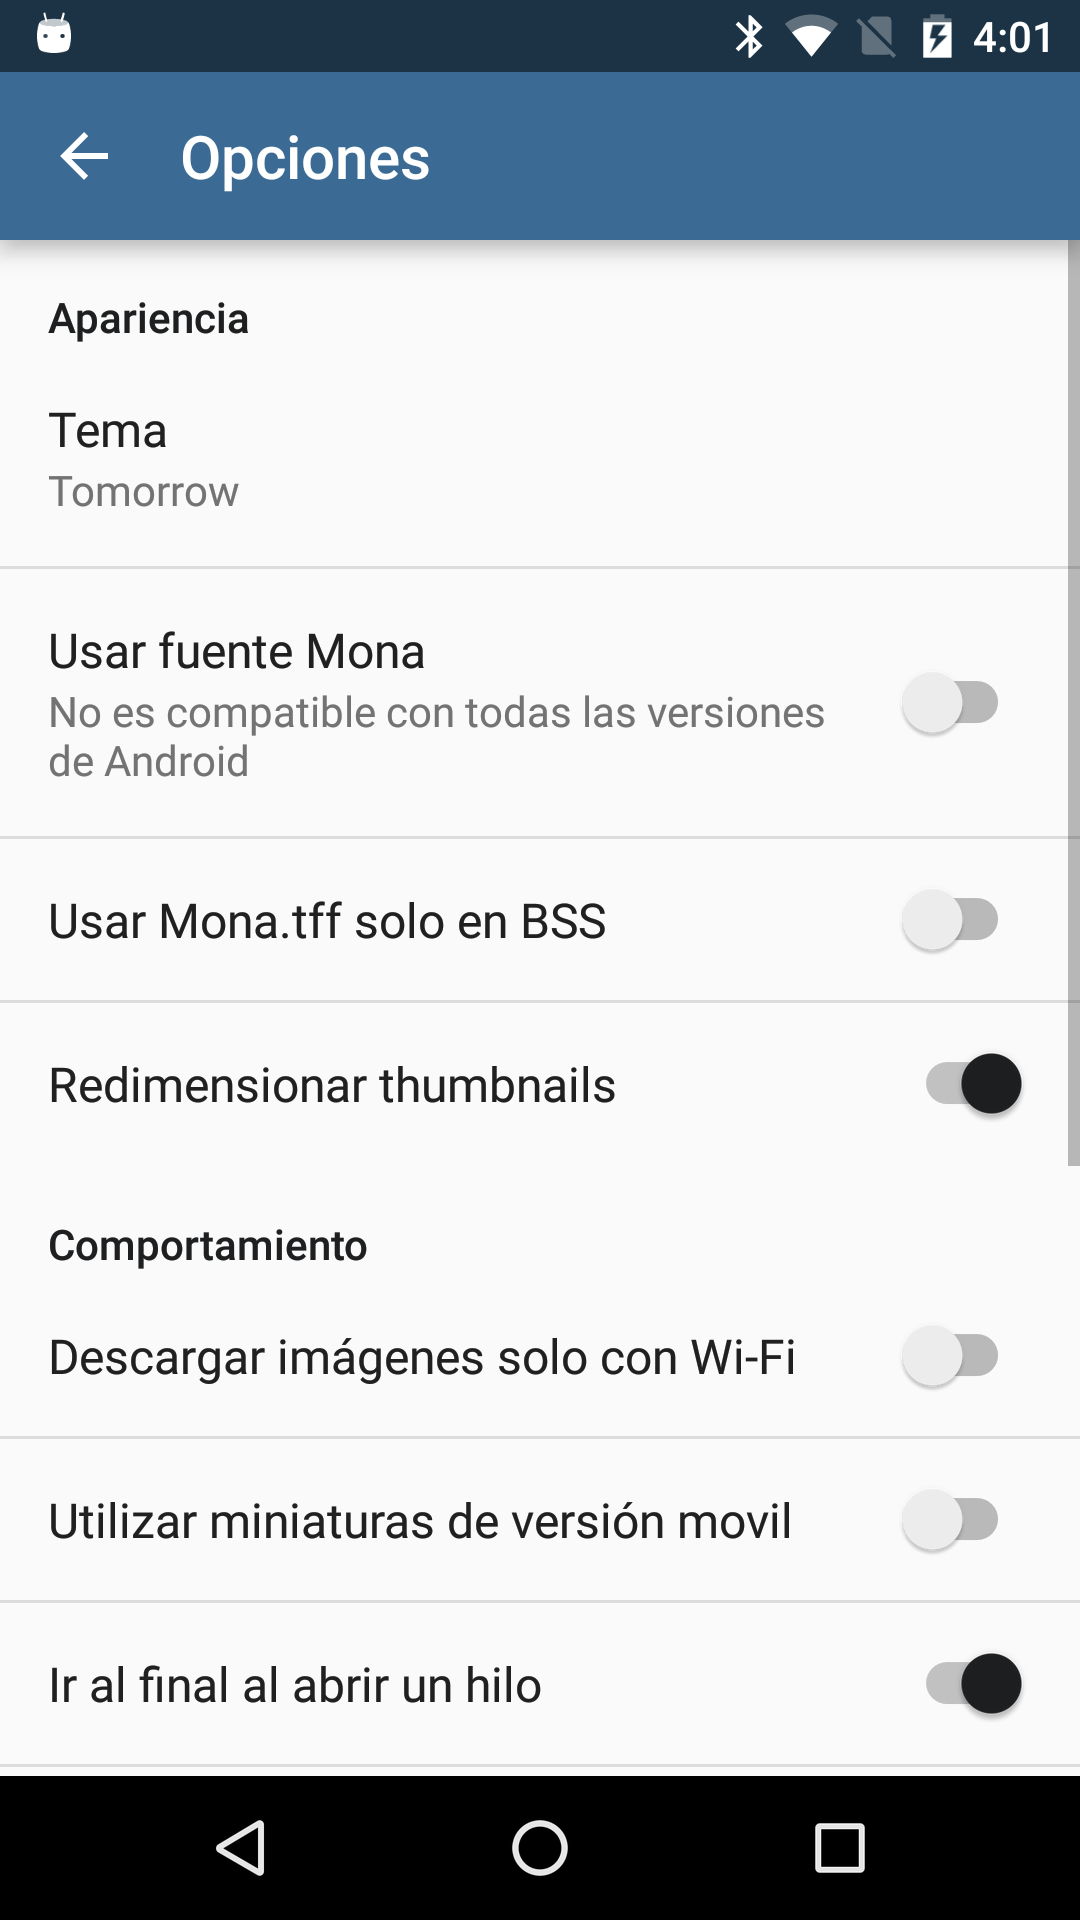 4:01
Opciones
Apariencia
Tema
Tomorrow
Usar fuente Mona
No es compatible con todas las versiones
de Android
Usar Mona.tff solo en BSS
Redimensionar thumbnails
Comportamiento
Descargar imágenes solo con Wi-Fi
Utilizar miniaturas de versión movil
Ir al final al abrir un hilo